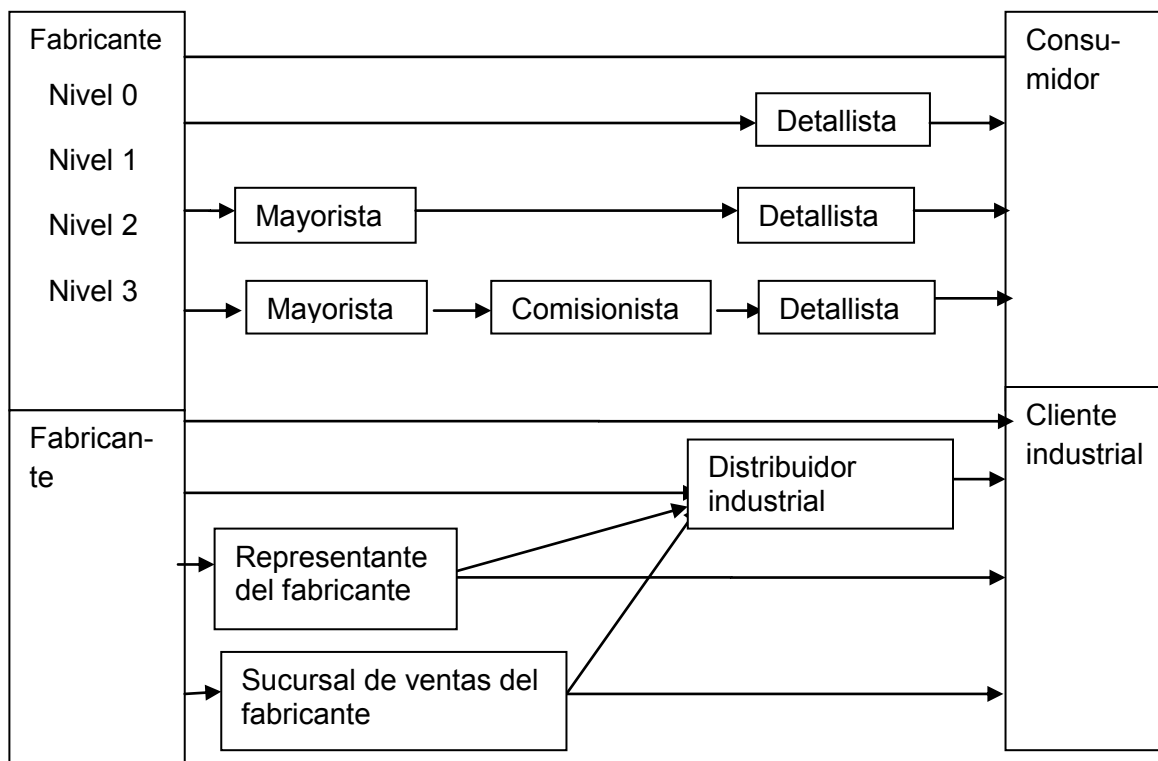 Fabricante
Nivel 0
Nivel 1
Nivel 2
Nivel 3
Detallista
Mayorista
Detallista
Mayorista
Comisionista
Detallista
Consu-
midor
Fabrican-
te
Distribuidor
industrial
Representante
del fabricante
Sucursal de ventas del
fabricante
Cliente
industrial